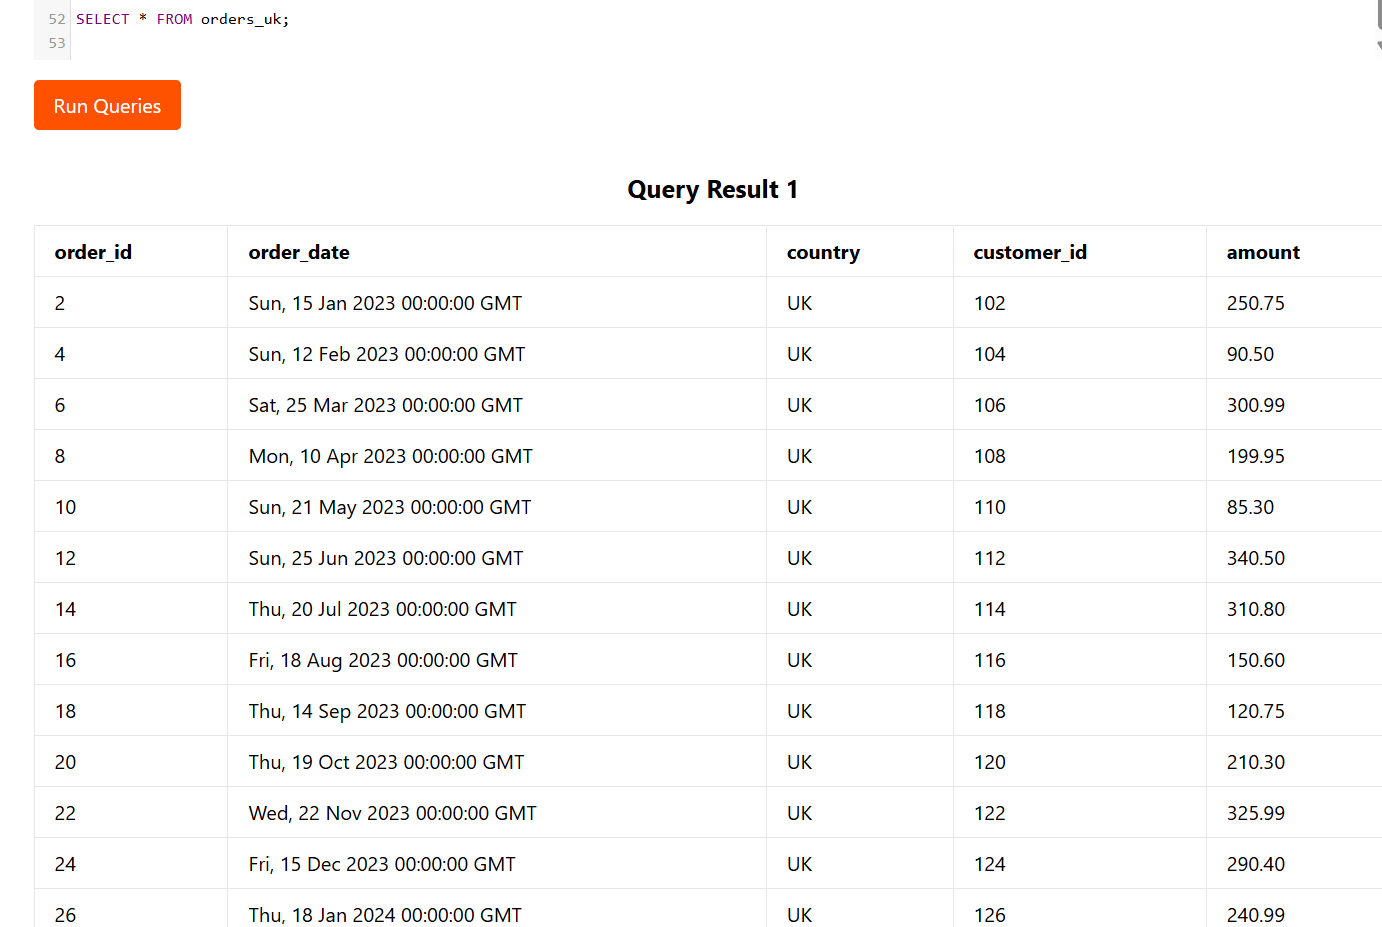 52 SELECT * FROM orders_uk;
53
Run Queries
Query Result 1
order_id order_date country customer_id amount
2 Sun, 15 Jan 2023 00:00:00 GMT UK 102 250.75
4 Sun, 12 Feb 2023 00:00:00 GMT UK 104 90.50
6 Sat, 25 Mar 2023 00:00:00 GMT UK 106 300.99
8 Mon, 10 Apr 2023 00:00:00 GMT UK 108 199.95
10 Sun, 21 May 2023 00:00:00 GMT UK 110 85.30
12 Sun, 25 Jun 2023 00:00:00 GMT UK 112 340.50
14 Thu, 20 Jul 2023 00:00:00 GMT UK 114 310.80
16 Fri, 18 Aug 2023 00:00:00 GMT UK 116 150.60
18 Thu, 14 Sep 2023 00:00:00 GMT UK 118 120.75
20 Thu, 19 Oct 2023 00:00:00 GMT UK 120 210.30
22 Wed, 22 Nov 2023 00:00:00 GMT UK 122 325.99
24 Fri, 15 Dec 2023 00:00:00 GMT UK 124 290.40
26 Thu, 18 Jan 2024 00:00:00 GMT UK 126 240.99